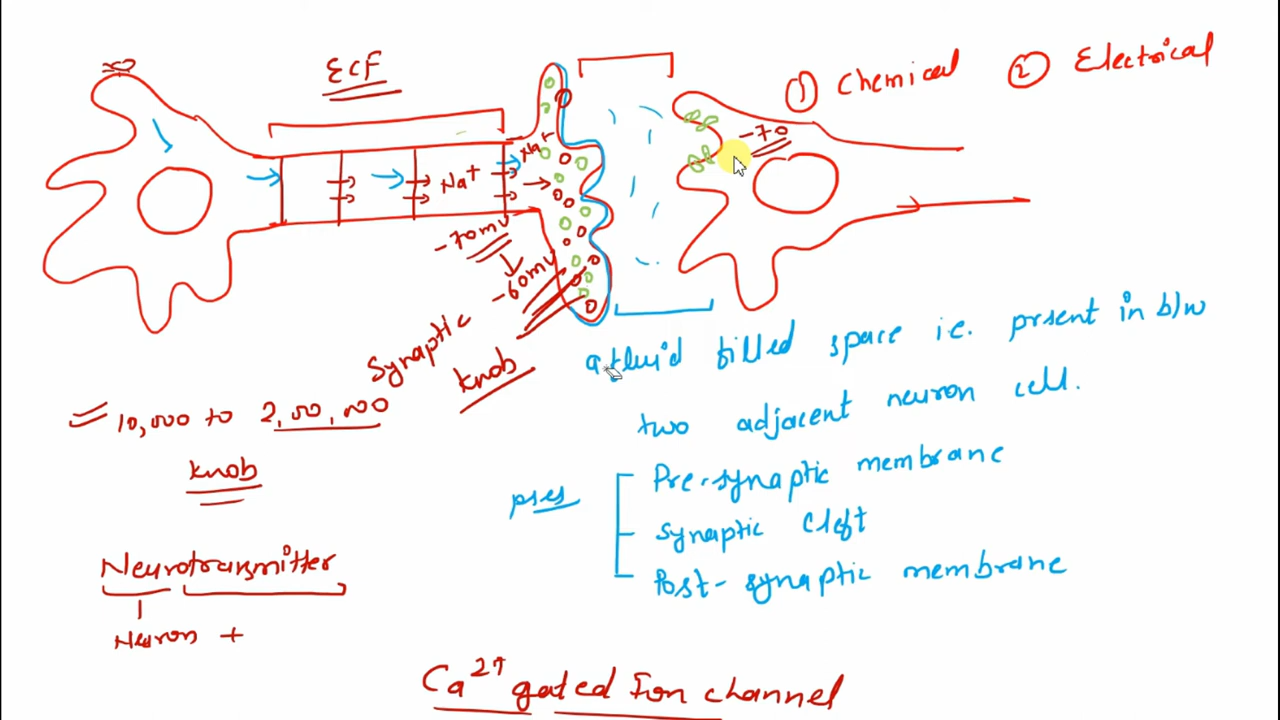 ECF
① Chemical ② Electrical
Na+
Na+
-70
-70mv
-60mv
Synaptic
knob
a fluid filled space i.e. present in b/w
two adjacent neuron cell.
10,000 to 2,00,000
knob
Pre-synaptic membrane
synaptic cleft
Post-synaptic membrane
Neurotransmitter
Neuron +
Ca2+ gated Ion channel